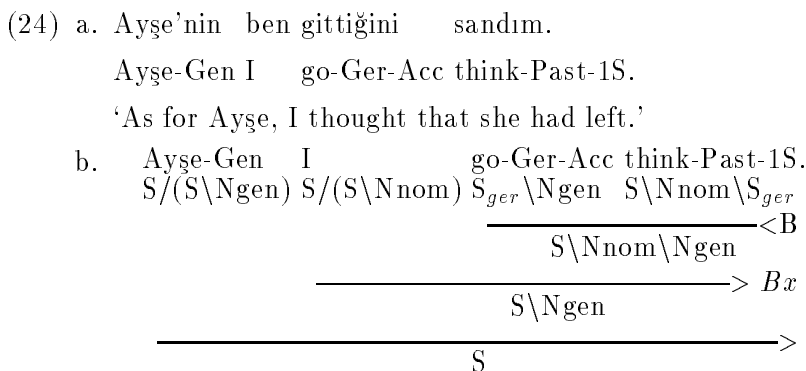 (24) a. Ayşe'nin ben gittiğini sandım.
Ayşe-Gen I go-Ger-Acc think-Past-1S.
‘As for Ayşe, I thought that she had left.’
b. Ayşe-Gen I go-Ger-Acc think-Past-1S.
S/(S\Ngen) S/(S\Nnom) S_ger\Ngen S\Nnom\S_ger
<B
S\Nnom\Ngen
> Bx
S\Ngen
>
S